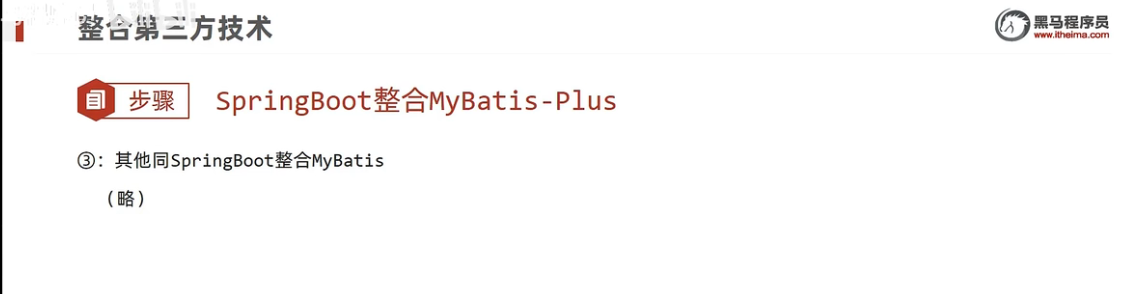 整合第三方技术
黑马程序员
www.itheima.com
步骤
SpringBoot整合MyBatis-Plus
③：其他同SpringBoot整合MyBatis
（略）